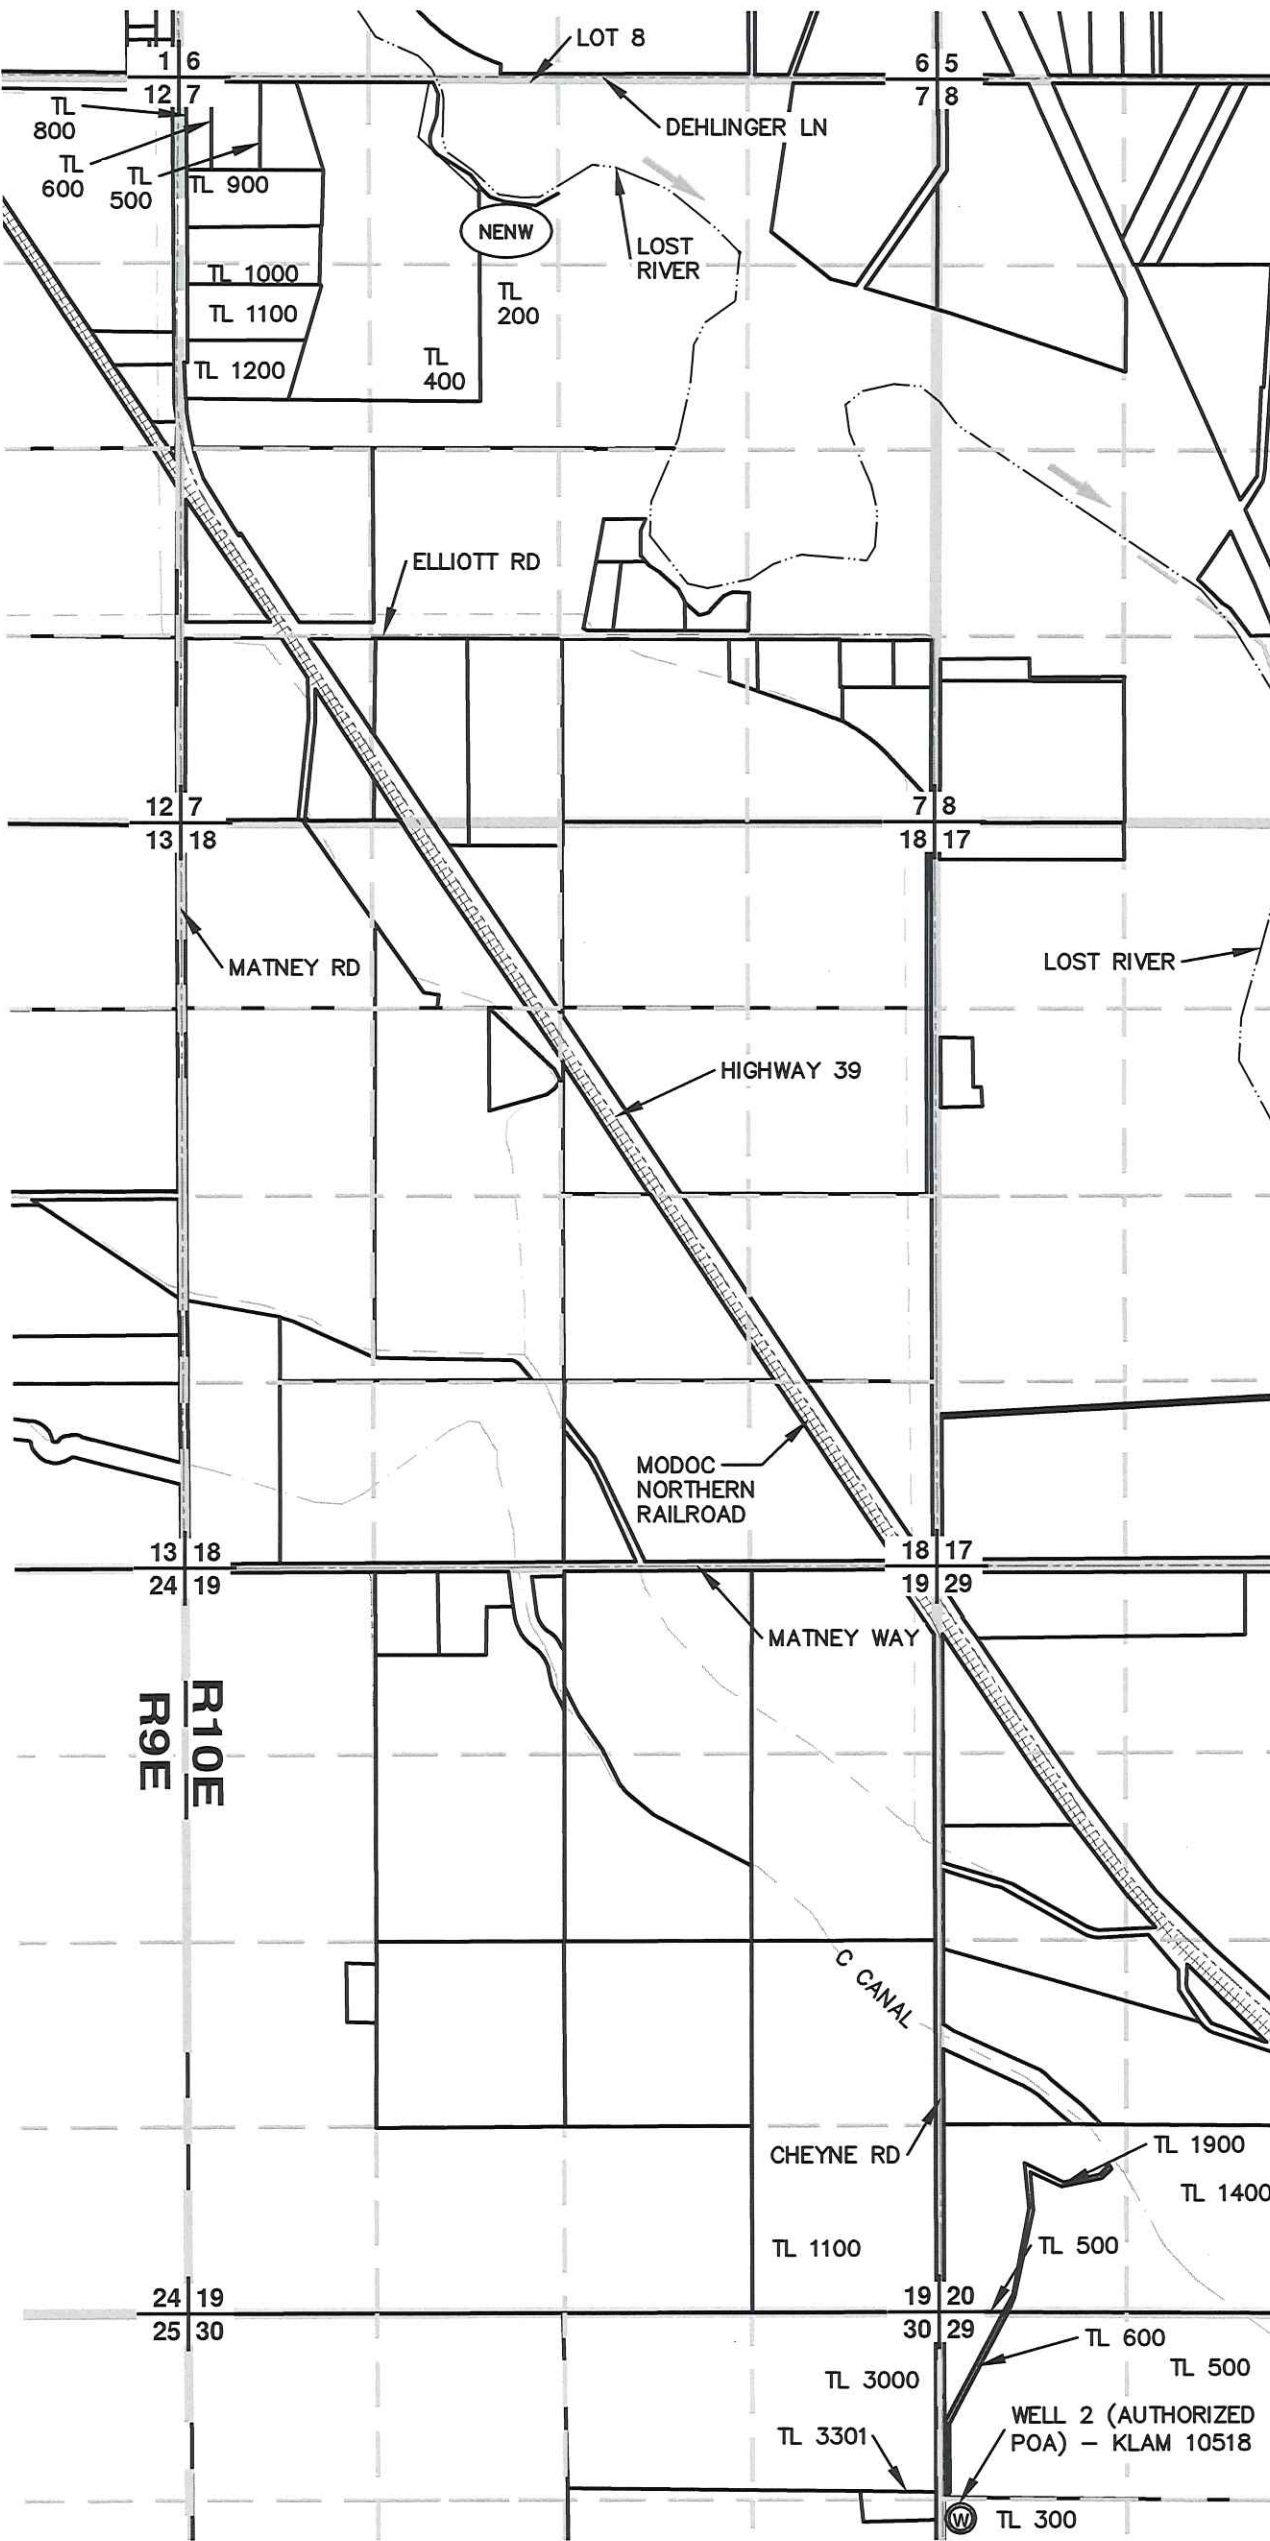 LOT 8
1 6
12 7
6 5
7 8
DEHLINGER LN
TL
800
TL
600
TL
500
TL 900
NENW
LOST
RIVER
TL 1000
TL
200
TL 1100
TL
400
TL 1200
ELLIOTT RD
12 7
13 18
7 8
18 17
MATNEY RD
LOST RIVER
HIGHWAY 39
MODOC
NORTHERN
RAILROAD
13 18
24 19
18 17
19 29
MATNEY WAY
R10E
R9E
C CANAL
CHEYNE RD
TL 1900
TL 1400
TL 1100
TL 500
24 19
25 30
19 20
30 29
TL 600
TL 500
TL 3000
WELL 2 (AUTHORIZED
POA) – KLAM 10518
TL 3301
W
TL 300